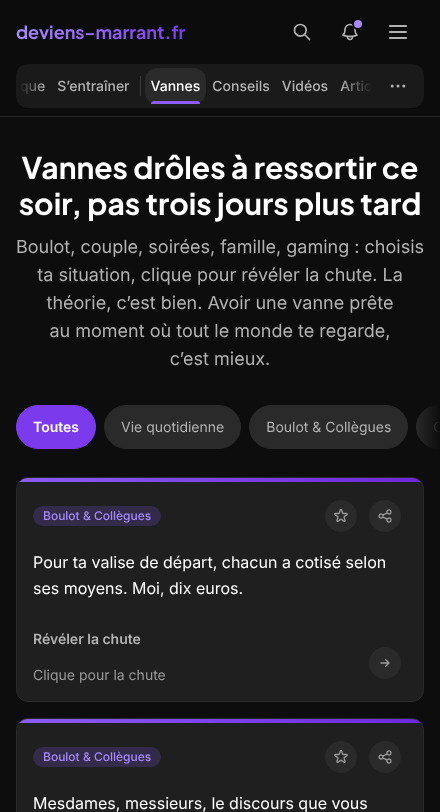 deviens-marrant.fr
que S'entraîner Vannes Conseils Vidéos Artic
Vannes drôles à ressortir ce
soir, pas trois jours plus tard
Boulot, couple, soirées, famille, gaming : choisis
ta situation, clique pour révéler la chute. La
théorie, c'est bien. Avoir une vanne prête
au moment où tout le monde te regarde,
c'est mieux.
Toutes Vie quotidienne Boulot & Collègues
Boulot & Collègues
Pour ta valise de départ, chacun a cotisé selon
ses moyens. Moi, dix euros.
Révéler la chute
Clique pour la chute
Boulot & Collègues
Mesdames, messieurs, le discours que vous